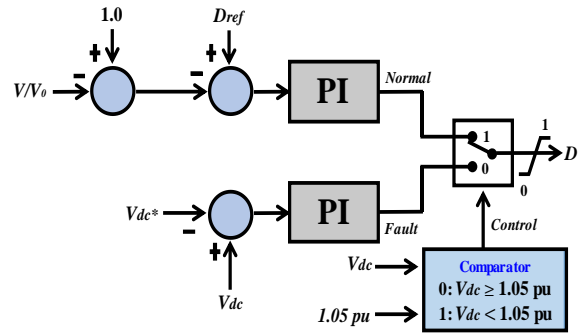 1.0
Dref
V/V0
PI
Normal
1
0
1
0
D
Vdc*
PI
Fault
Vdc
Control
Vdc
1.05 pu
Comparator
0: Vdc ≥ 1.05 pu
1: Vdc < 1.05 pu